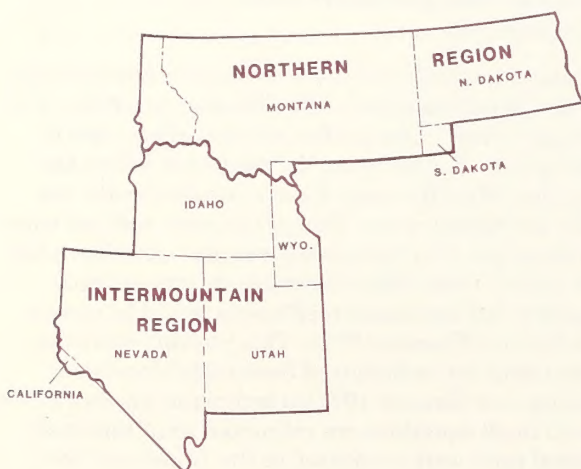 NORTHERN REGION
N. DAKOTA
MONTANA
S. DAKOTA
IDAHO
WYO.
INTERMOUNTAIN
REGION
NEVADA UTAH
CALIFORNIA